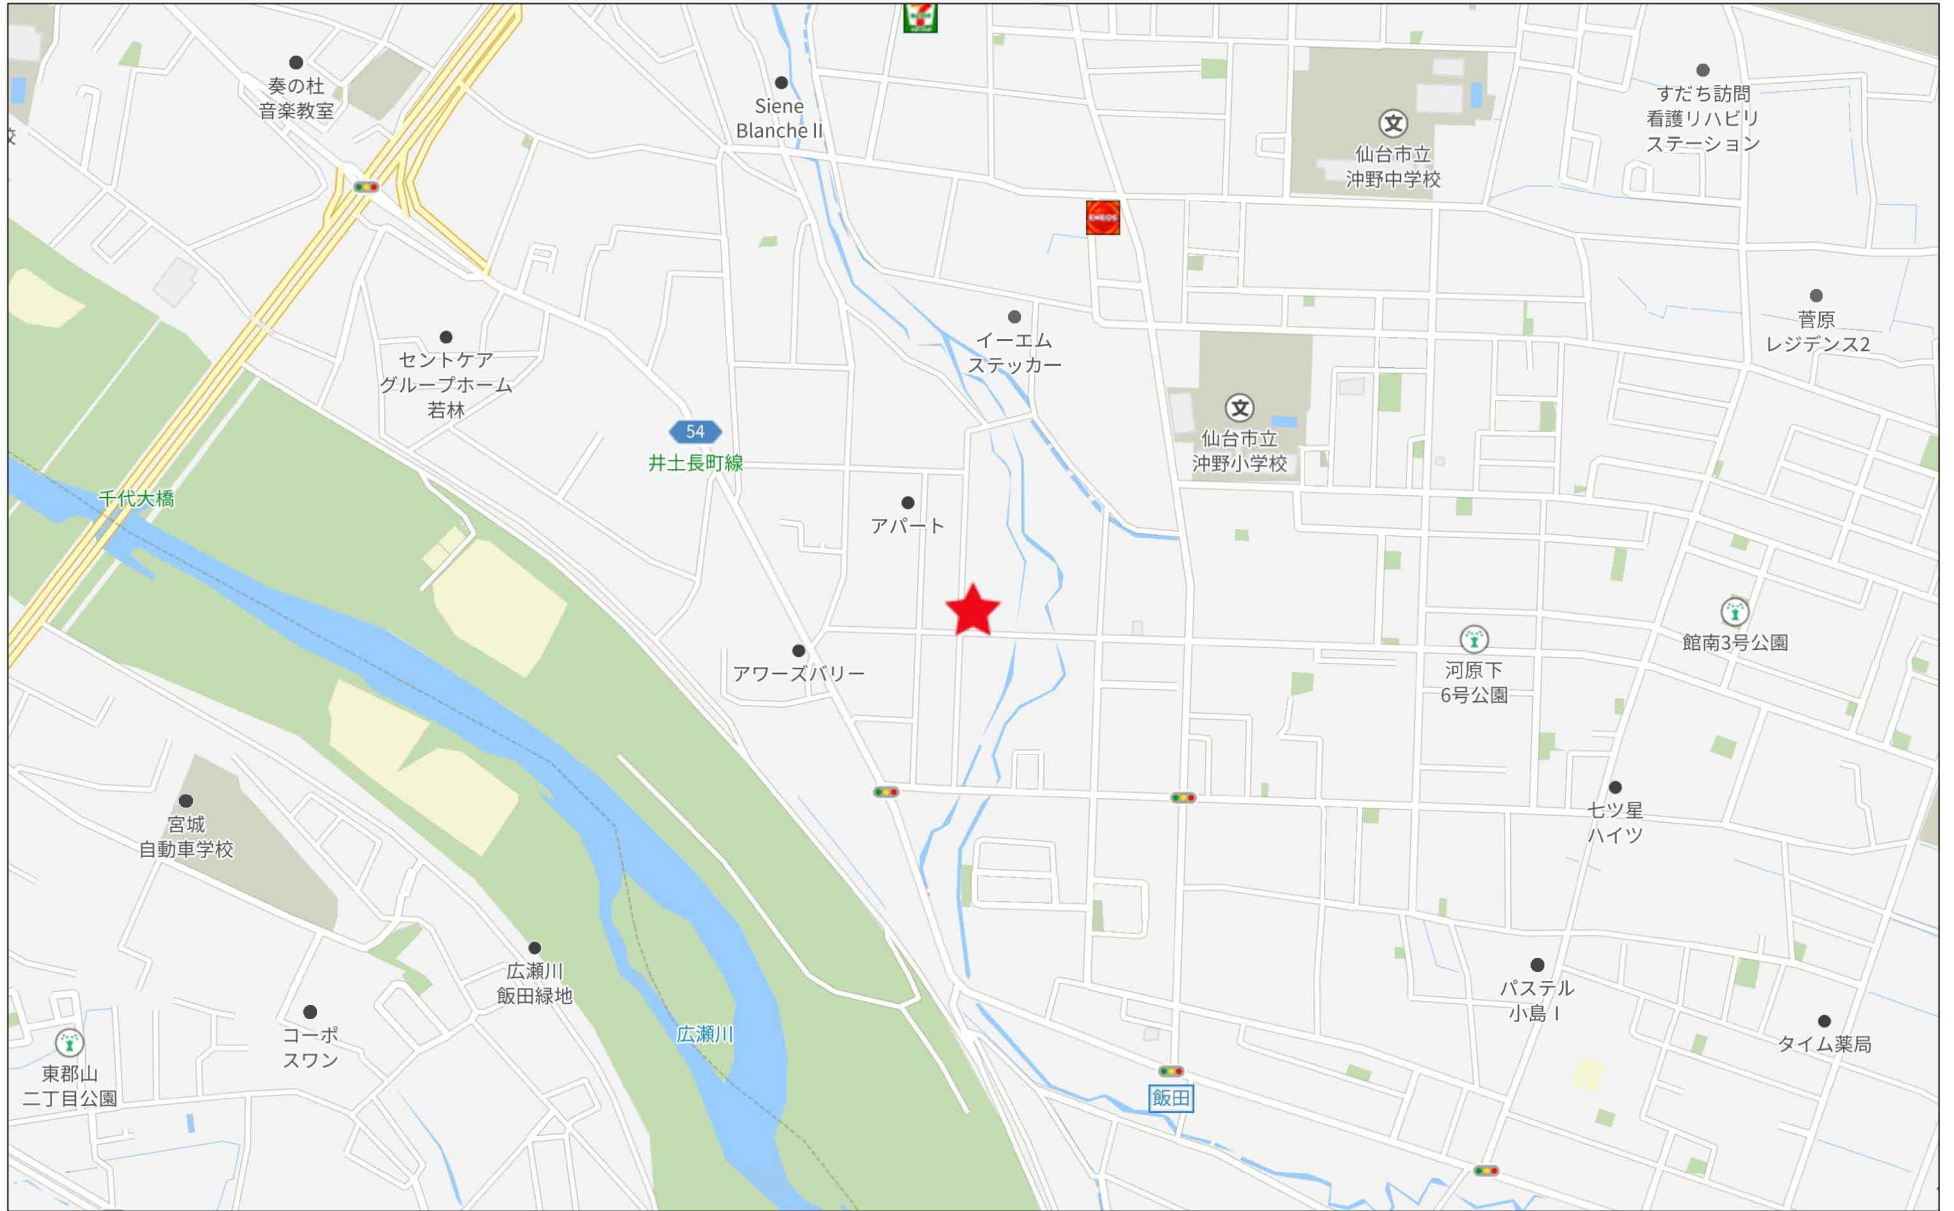 奏の杜
音楽教室
Siene
Blanche II
仙台市立
沖野中学校
すだち訪問
看護リハビリ
ステーション
ENEOS
菅原
レジデンス2
イーエム
ステッカー
セントケア
グループホーム
若林
54
井土長町線
仙台市立
沖野小学校
千代大橋
アパート
アワーズバリー
館南3号公園
河原下
6号公園
宮城
自動車学校
七ツ星
ハイツ
広瀬川
飯田緑地
パステル
小島 I
コーポ
スワン
広瀬川
タイム薬局
東郡山
二丁目公園
飯田